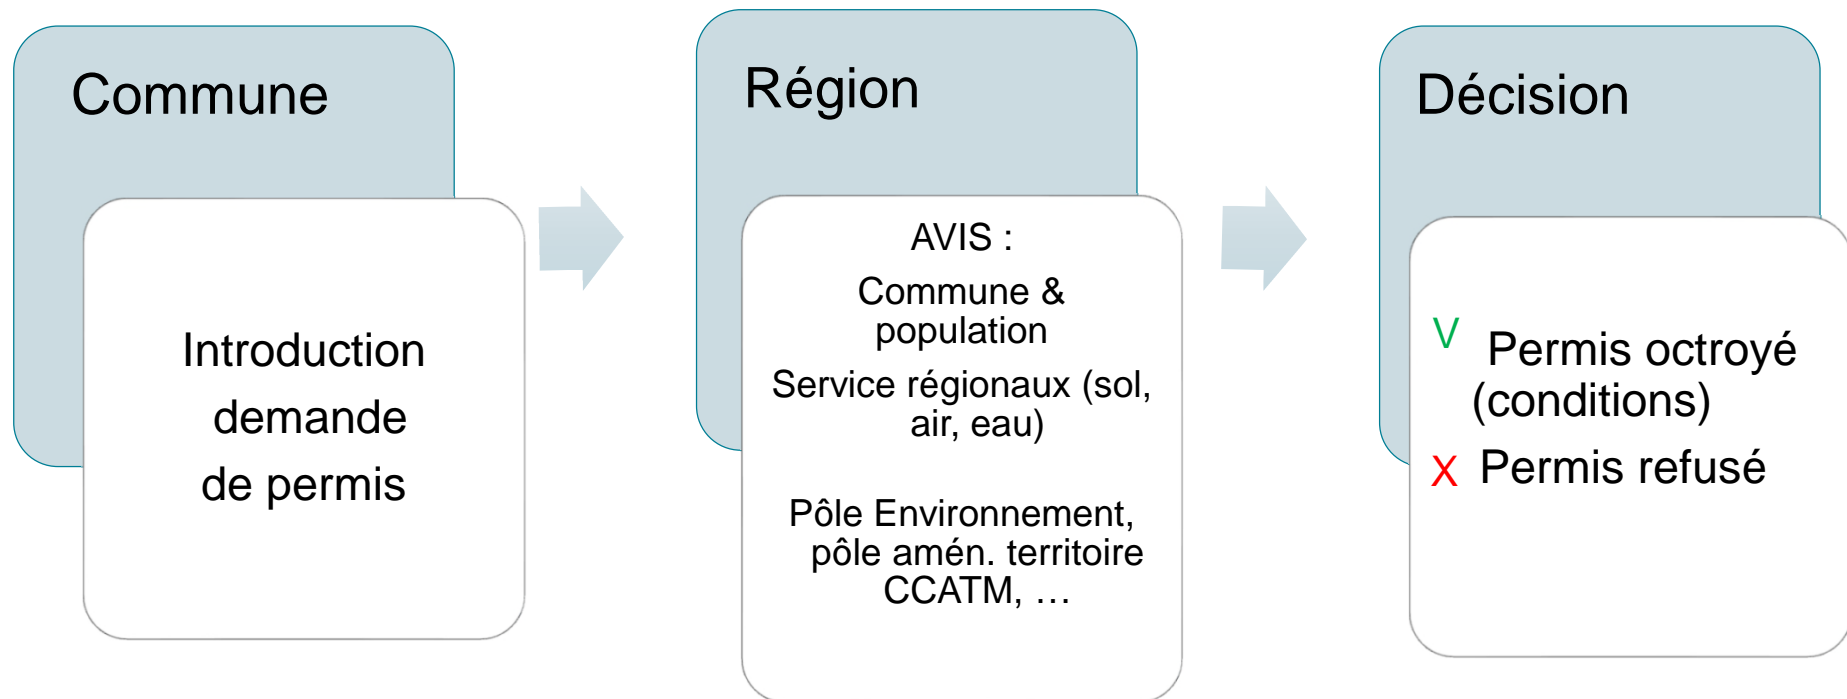 Commune
Introduction
demande
de permis
Région
AVIS :
Commune &
population
Service régionaux (sol,
air, eau)
Pôle Environnement,
pôle amén. territoire
CCATM, …
Décision
V Permis octroyé
(conditions)
X Permis refusé